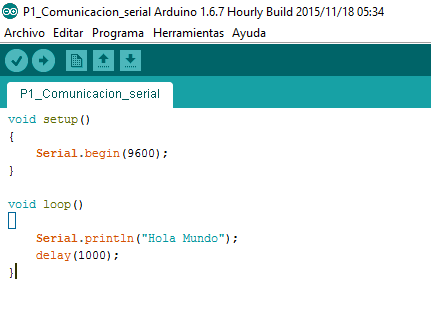 P1_Comunicacion_serial Arduino 1.6.7 Hourly Build 2015/11/18 05:34
Archivo Editar Programa Herramientas Ayuda
P1_Comunicacion_serial
void setup()
{
    Serial.begin(9600);
}
void loop()
{
    Serial.println("Hola Mundo");
    delay(1000);
}